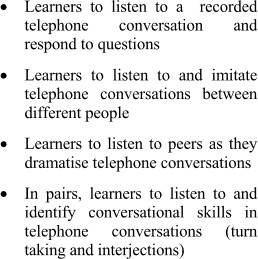 • Learners to listen to a recorded
telephone conversation and
respond to questions
• Learners to listen to and imitate
telephone conversations between
different people
• Learners to listen to peers as they
dramatise telephone conversations
• In pairs, learners to listen to and
identify conversational skills in
telephone conversations (turn
taking and interjections)